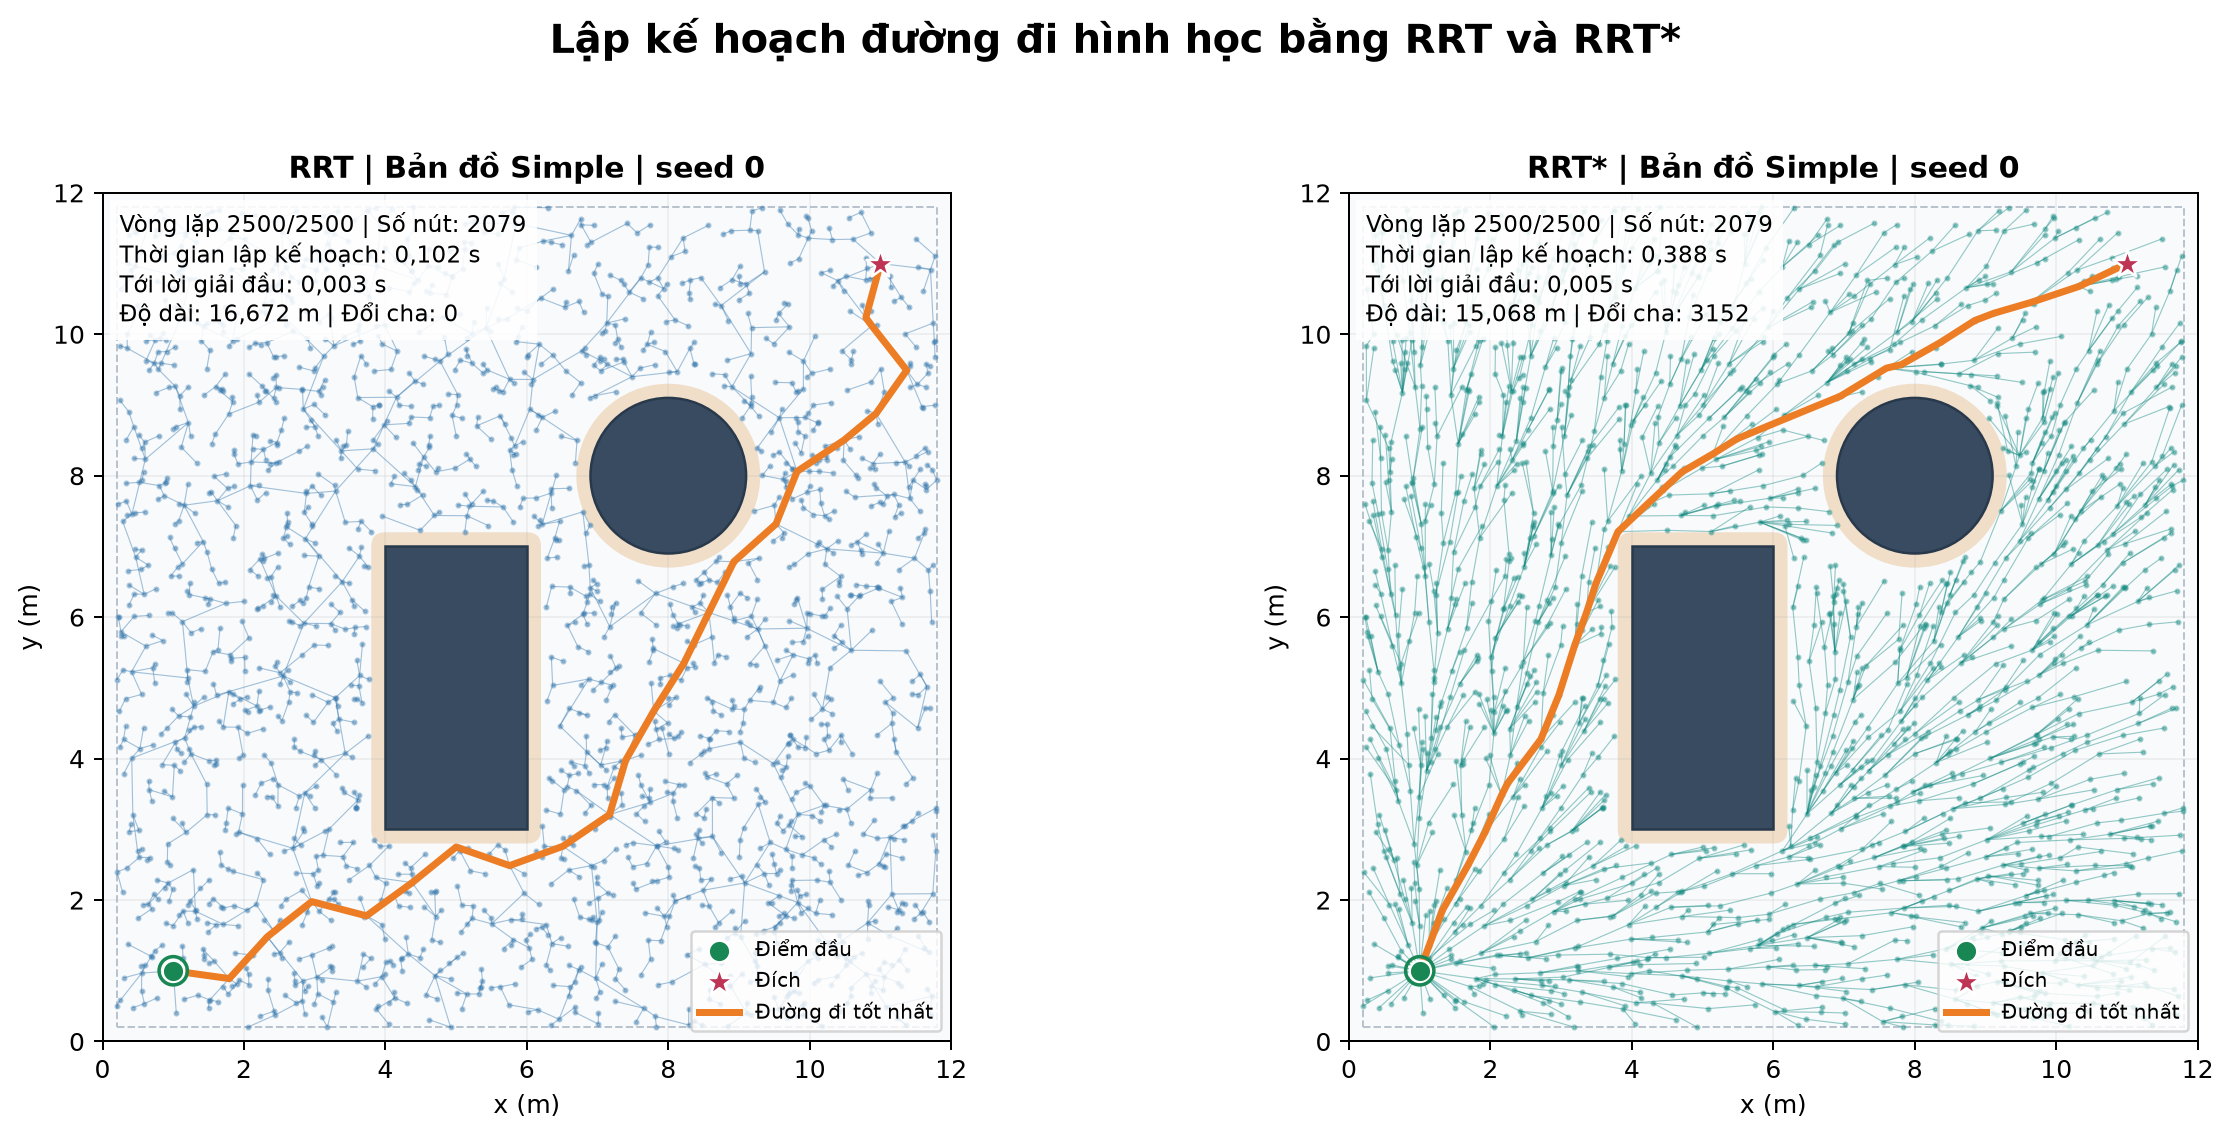 Lập kế hoạch đường đi hình học bằng RRT và RRT*
RRT | Bản đồ Simple | seed 0
Vòng lặp 2500/2500 | Số nút: 2079
Thời gian lập kế hoạch: 0,102 s
Tới lời giải đầu: 0,003 s
Độ dài: 16,672 m | Đổi cha: 0
12
10
8
6
4
2
0
y (m)
0 2 4 6 8 10 12
x (m)
Điểm đầu
Đích
Đường đi tốt nhất
RRT* | Bản đồ Simple | seed 0
Vòng lặp 2500/2500 | Số nút: 2079
Thời gian lập kế hoạch: 0,388 s
Tới lời giải đầu: 0,005 s
Độ dài: 15,068 m | Đổi cha: 3152
12
10
8
6
4
2
0
y (m)
0 2 4 6 8 10 12
x (m)
Điểm đầu
Đích
Đường đi tốt nhất